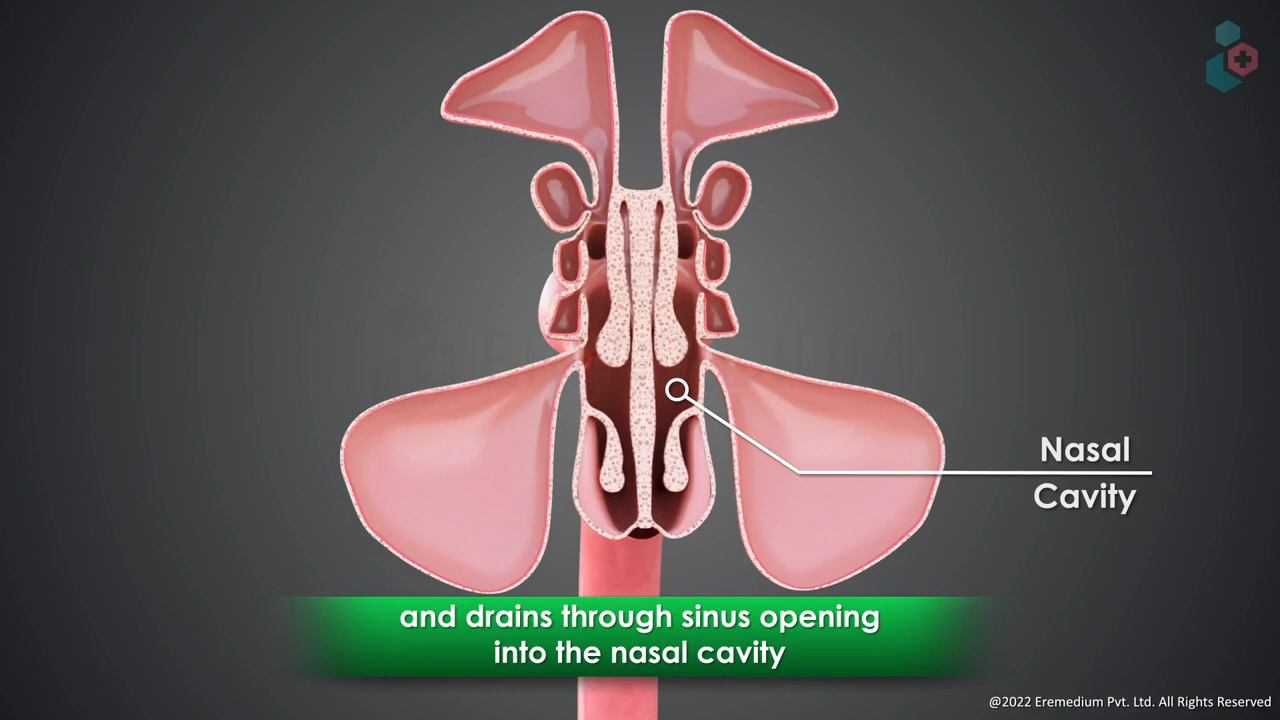 Nasal
Cavity
and drains through sinus opening
into the nasal cavity
@2022 Eremedium Pvt. Ltd. All Rights Reserved